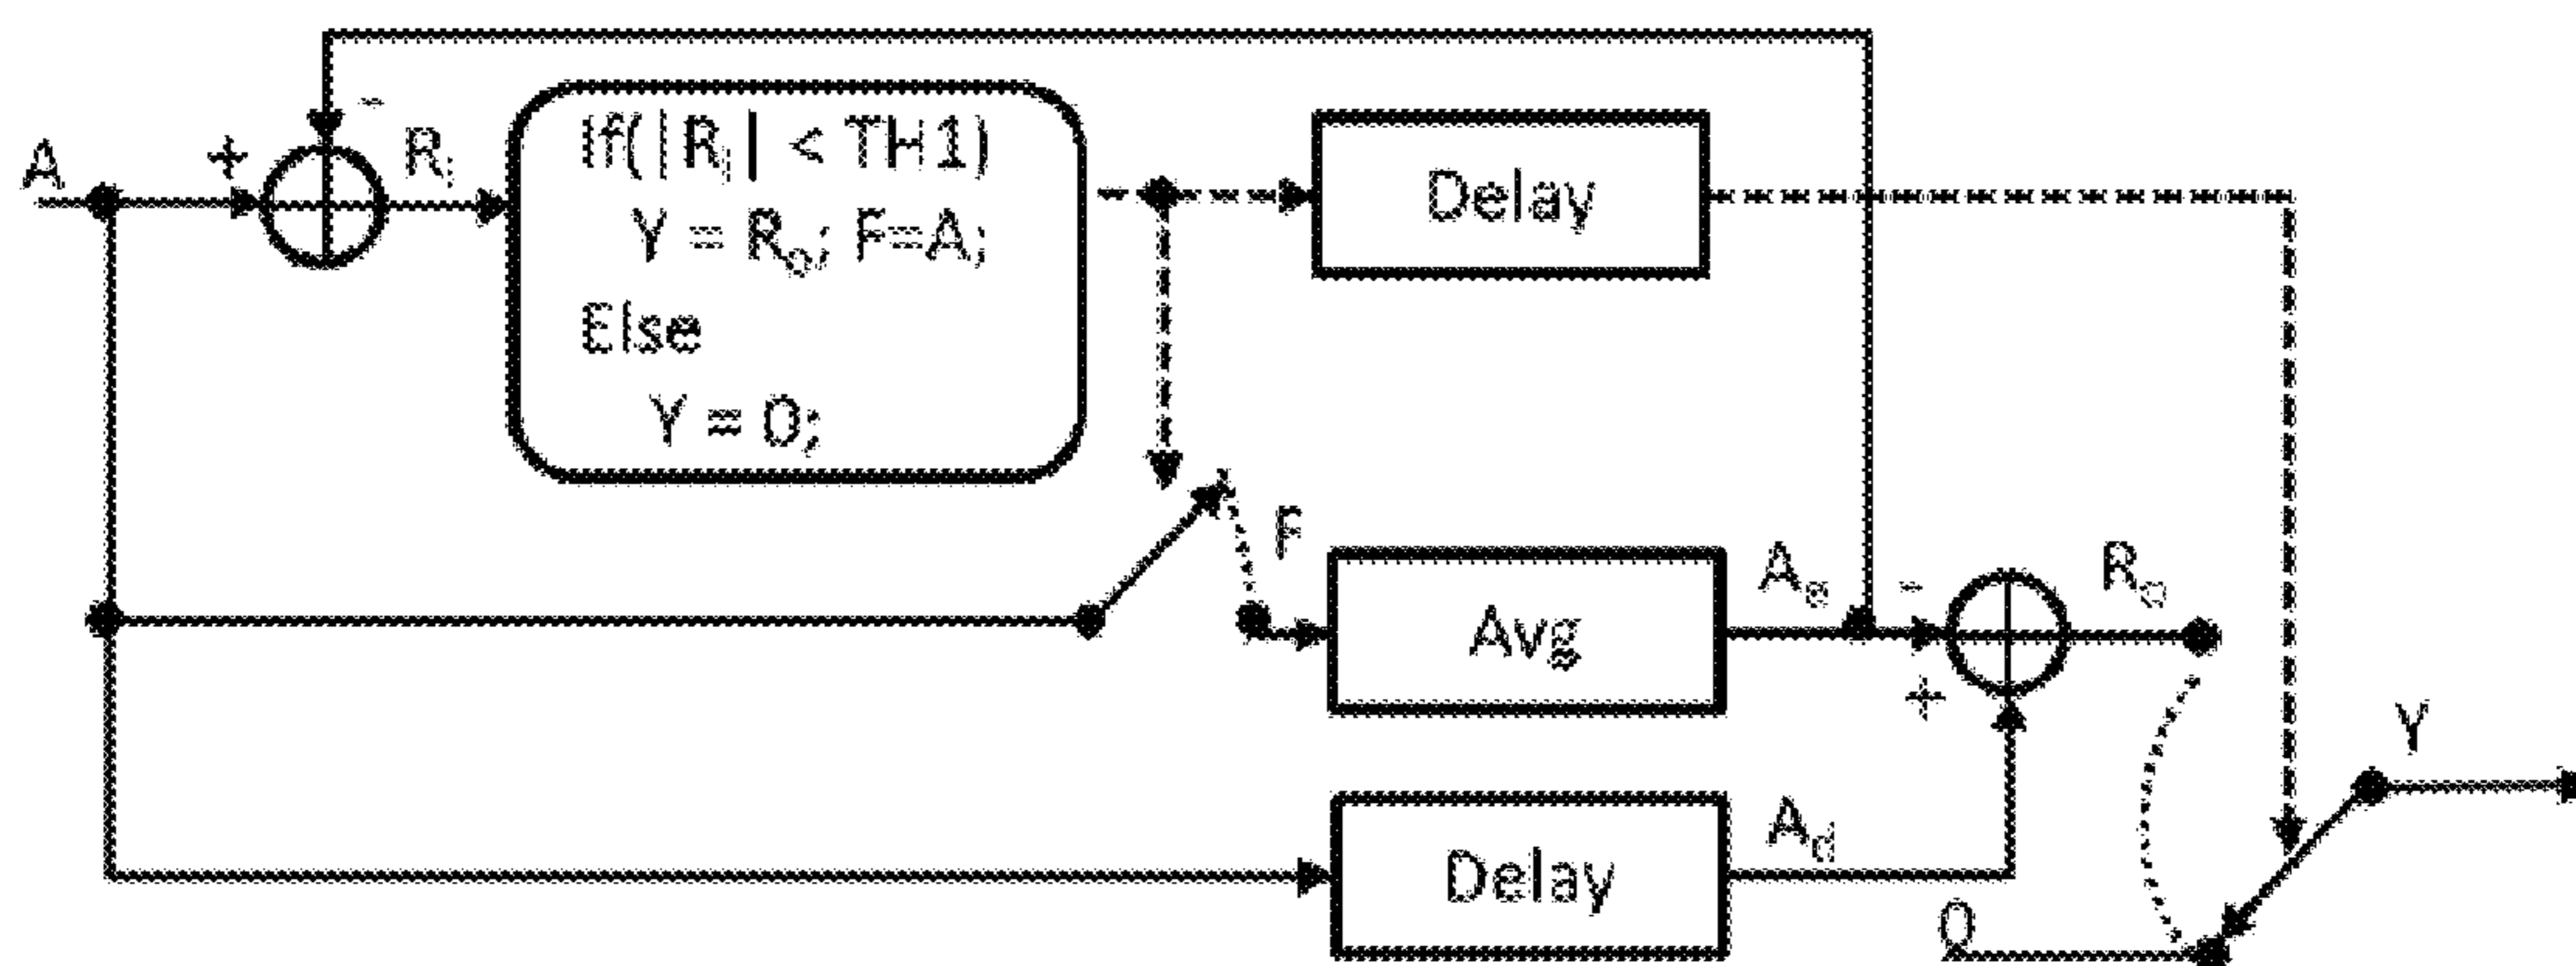 A
+
-
Ri
If(|Ri| < TH1)
Y = Ro; F=A;
Else
Y = 0;
Delay
F
Avg
Ae
-
+
Ro
Delay
Ad
0
Y